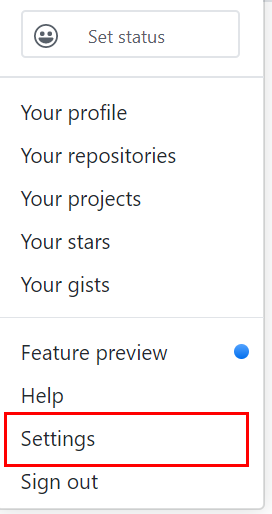 Set status
Your profile
Your repositories
Your projects
Your stars
Your gists
Feature preview
Help
Settings
Sign out